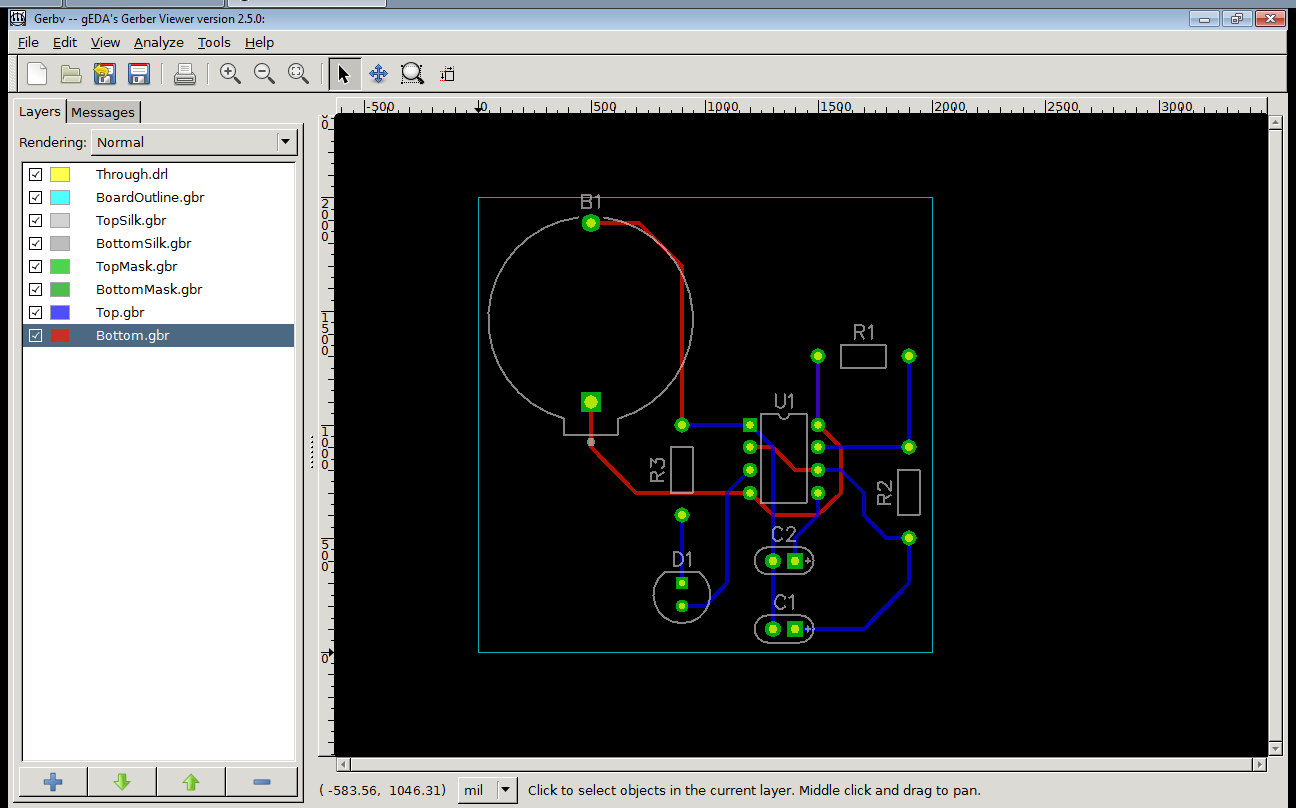 Gerbv -- gEDA's Gerber Viewer version 2.5.0:
File Edit View Analyze Tools Help
Layers Messages
Rendering: Normal
Through.drl
BoardOutline.gbr
TopSilk.gbr
BottomSilk.gbr
TopMask.gbr
BottomMask.gbr
Top.gbr
Bottom.gbr
-500 0 500 1000 1500 2000 2500 3000
2000
1500
1000
500
0
B1
R1
U1
R3
R2
C2
+
D1
C1
+
( -583.56, 1046.31) mil Click to select objects in the current layer. Middle click and drag to pan.